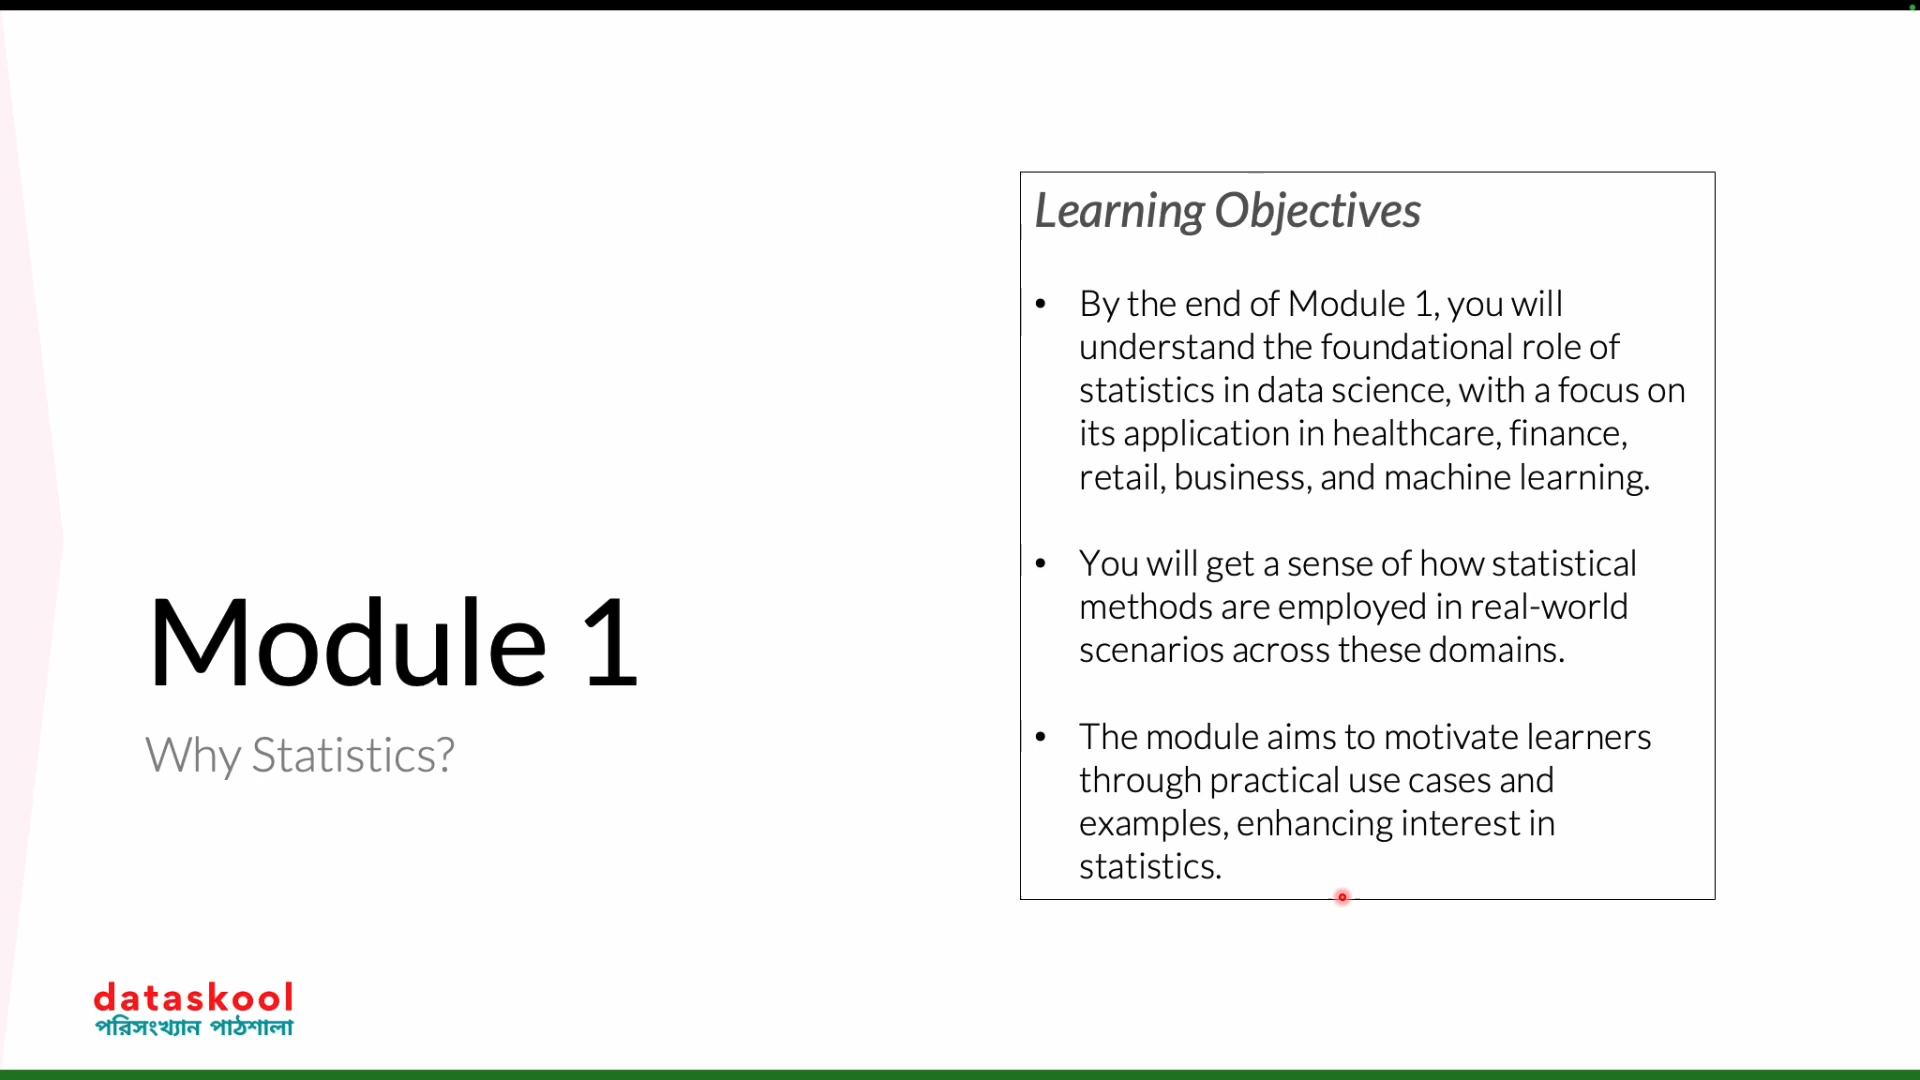 Module 1
Why Statistics?
Learning Objectives
• By the end of Module 1, you will
understand the foundational role of
statistics in data science, with a focus on
its application in healthcare, finance,
retail, business, and machine learning.
• You will get a sense of how statistical
methods are employed in real-world
scenarios across these domains.
• The module aims to motivate learners
through practical use cases and
examples, enhancing interest in
statistics.
dataskool
পরিসংখ্যান পাঠশালা